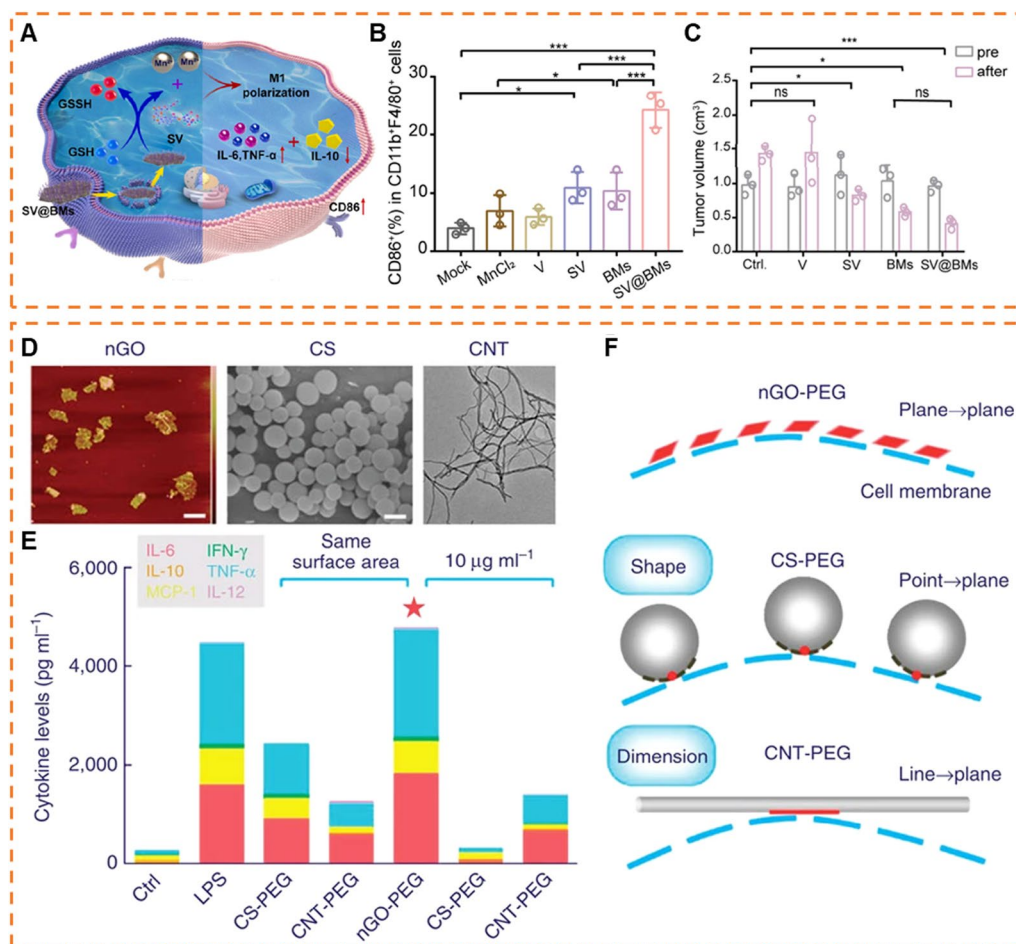 A
Mn²⁺ Mn²⁺
GSSH
M1
polarization
GSH
SV
IL-6,TNF-α
IL-10
SV@BMs
CD86
B
CD86⁺(%) in CD11b⁺F4/80⁺ cells
30
20
10
0
***
***
* ***
*
Mock MnCl₂ V SV BMs SV@BMs
C
pre
after
Tumor volume (cm³)
2.0
1.5
1.0
0.5
0.0
***
*
*
ns ns
Ctrl. V SV BMs SV@BMs
D
nGO CS CNT
E
IL-6 IFN-γ
IL-10 TNF-α
MCP-1 IL-12
Same
surface area
10 μg ml⁻¹
Cytokine levels (pg ml⁻¹)
6,000
4,000
2,000
0
Ctrl LPS CS-PEG CNT-PEG nGO-PEG CS-PEG CNT-PEG
F
nGO-PEG
Plane→plane
Cell membrane
Shape
CS-PEG
Point→plane
Dimension
CNT-PEG
Line→plane